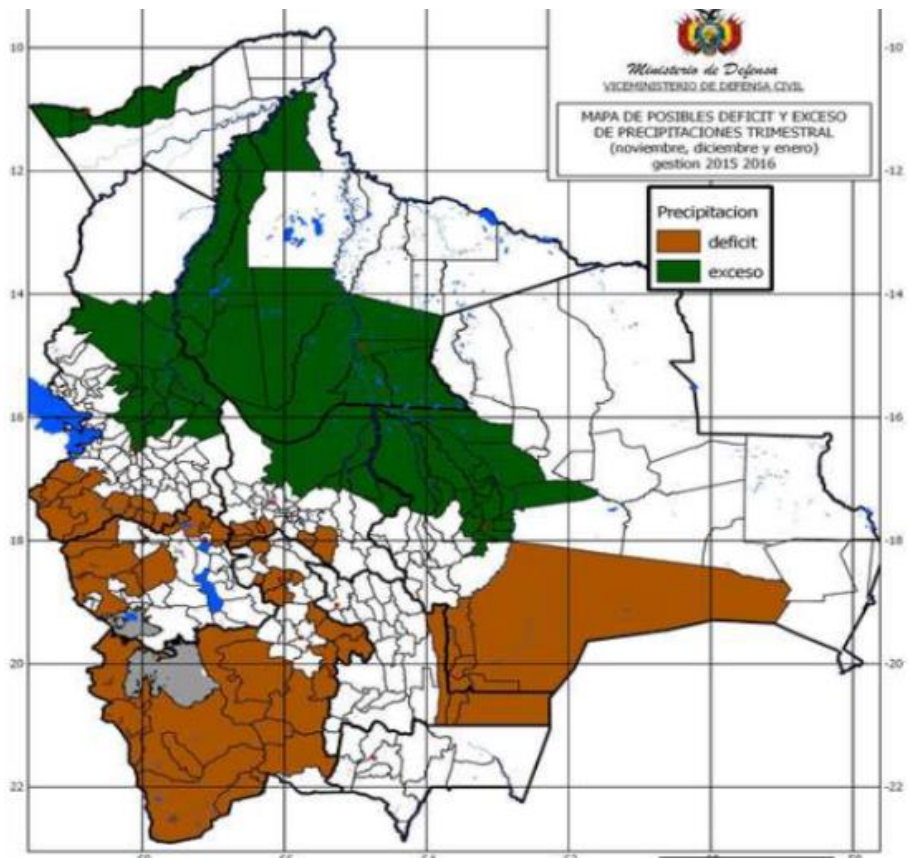 Ministerio de Defensa
VICEMINISTERIO DE DEFENSA CIVIL
MAPA DE POSIBLES DEFICIT Y EXCESO
DE PRECIPITACIONES TRIMESTRAL
(noviembre, diciembre y enero)
gestion 2015 2016
Precipitacion
deficit
exceso
10
-10
12
-12
14
-14
16
-16
18
-18
20
-20
22
-22